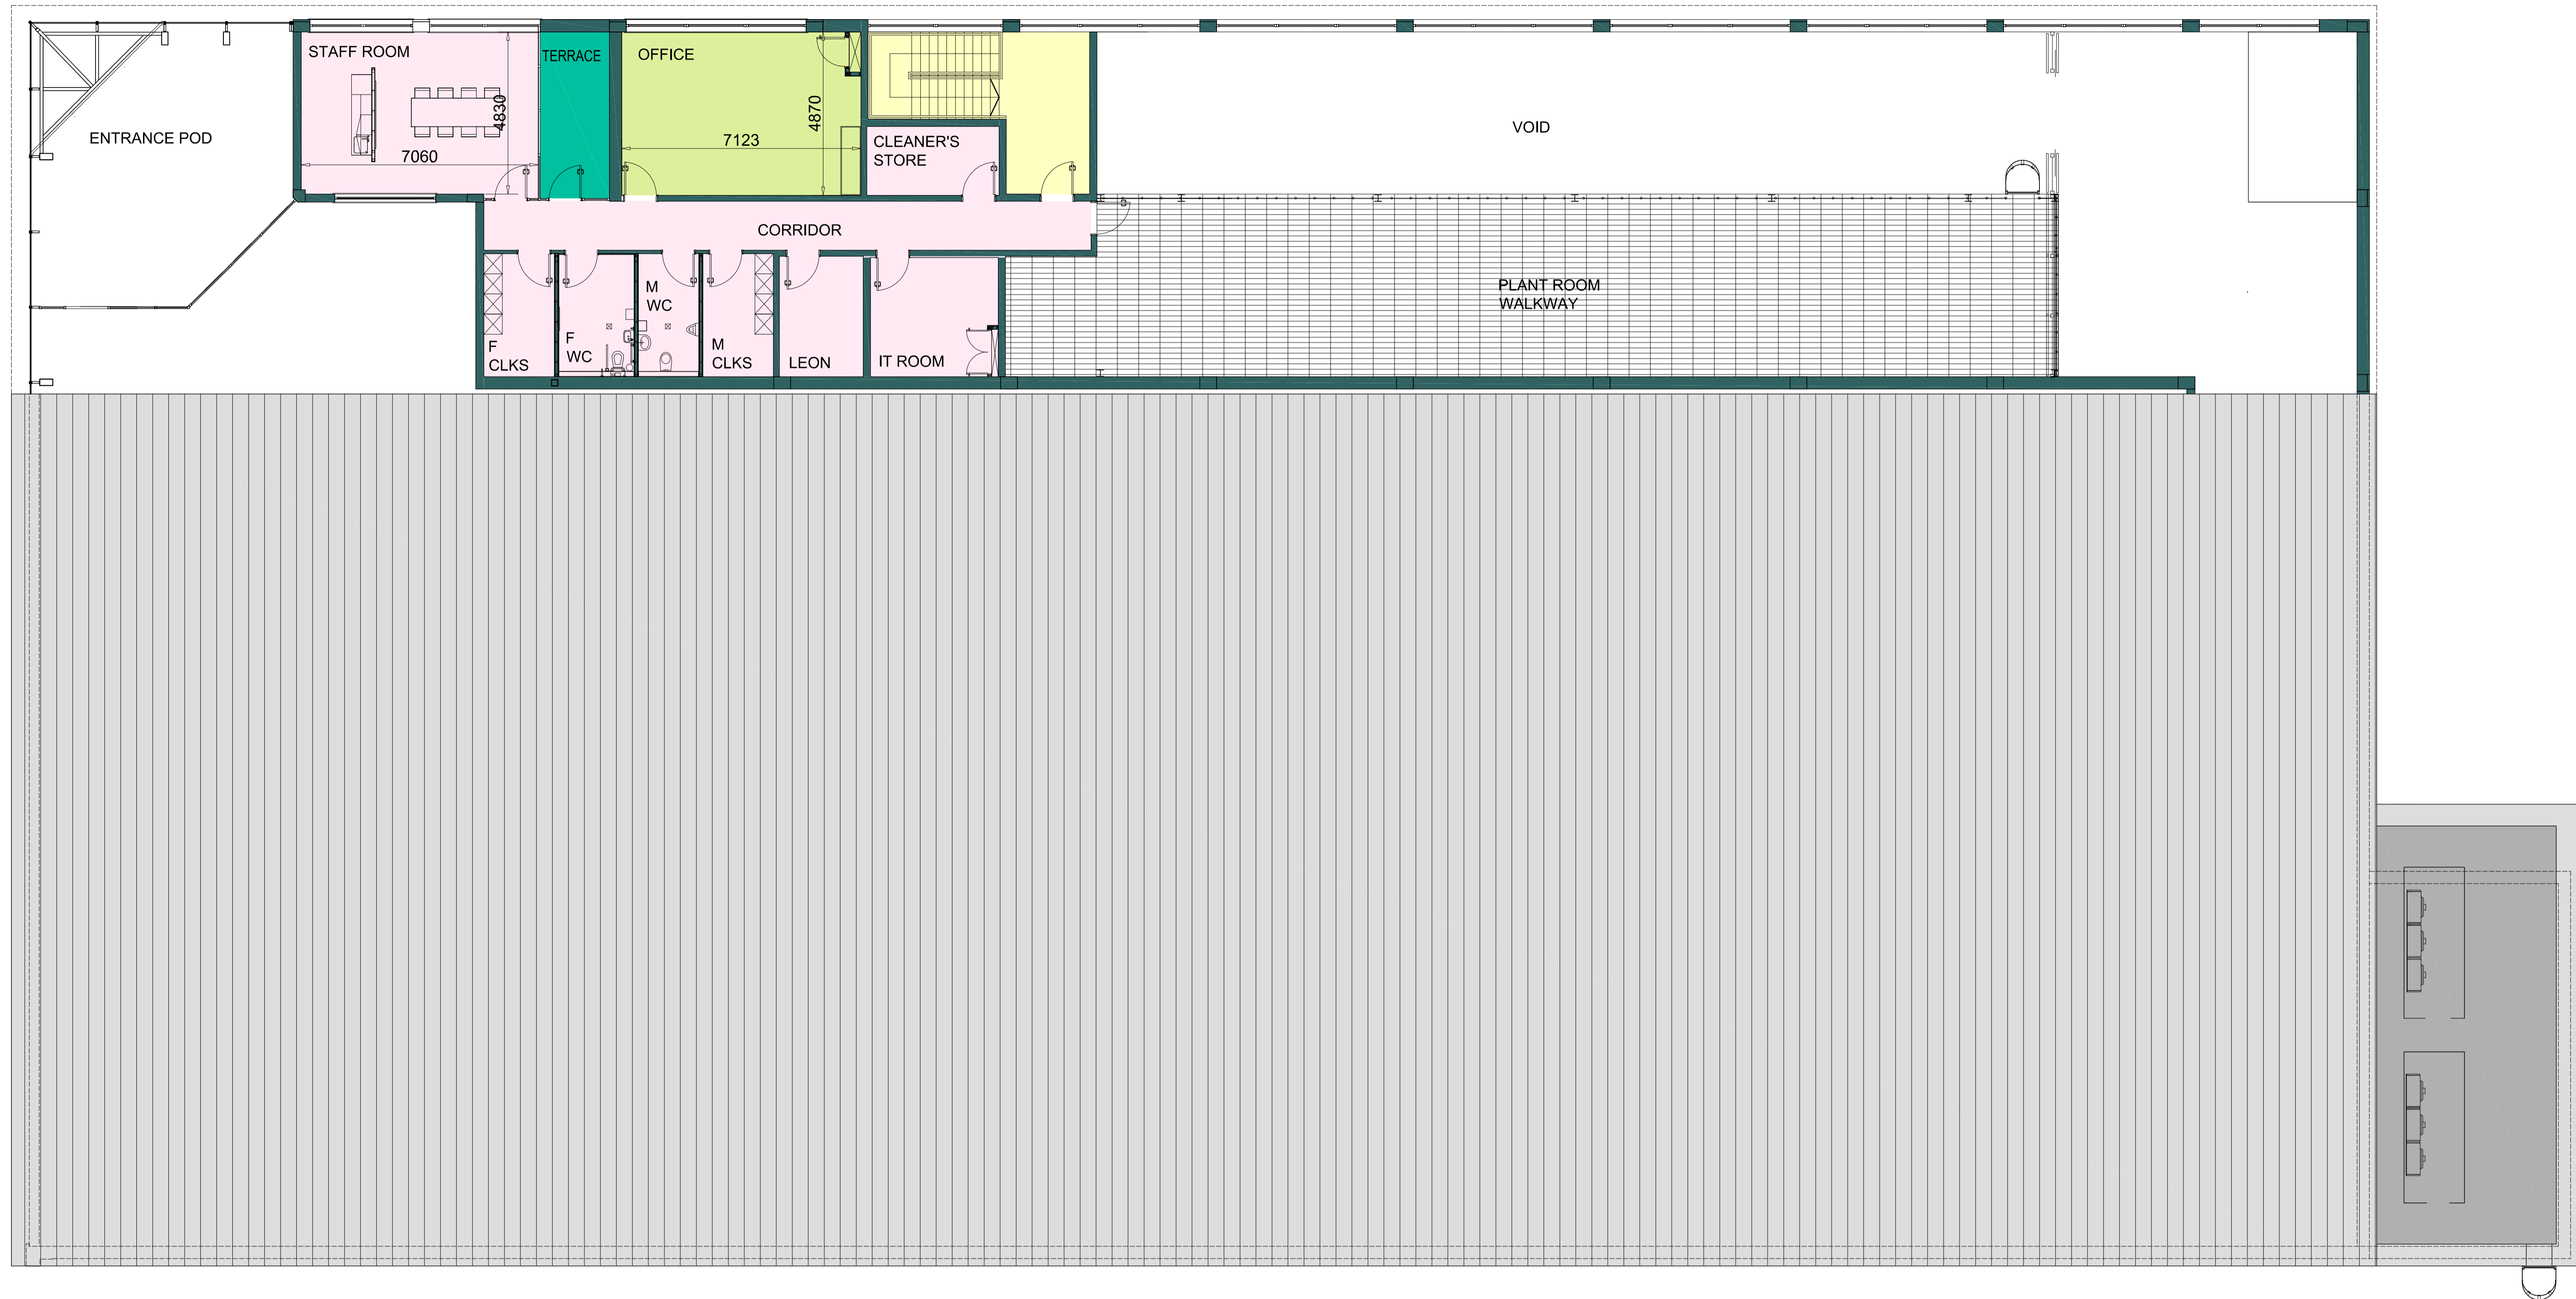 STAFF ROOM
TERRACE
OFFICE
4830
4870
7060
7123
ENTRANCE POD
CLEANER'S
STORE
VOID
CORRIDOR
PLANT ROOM
WALKWAY
F
CLKS
F
WC
M
WC
M
CLKS
LEON
IT ROOM